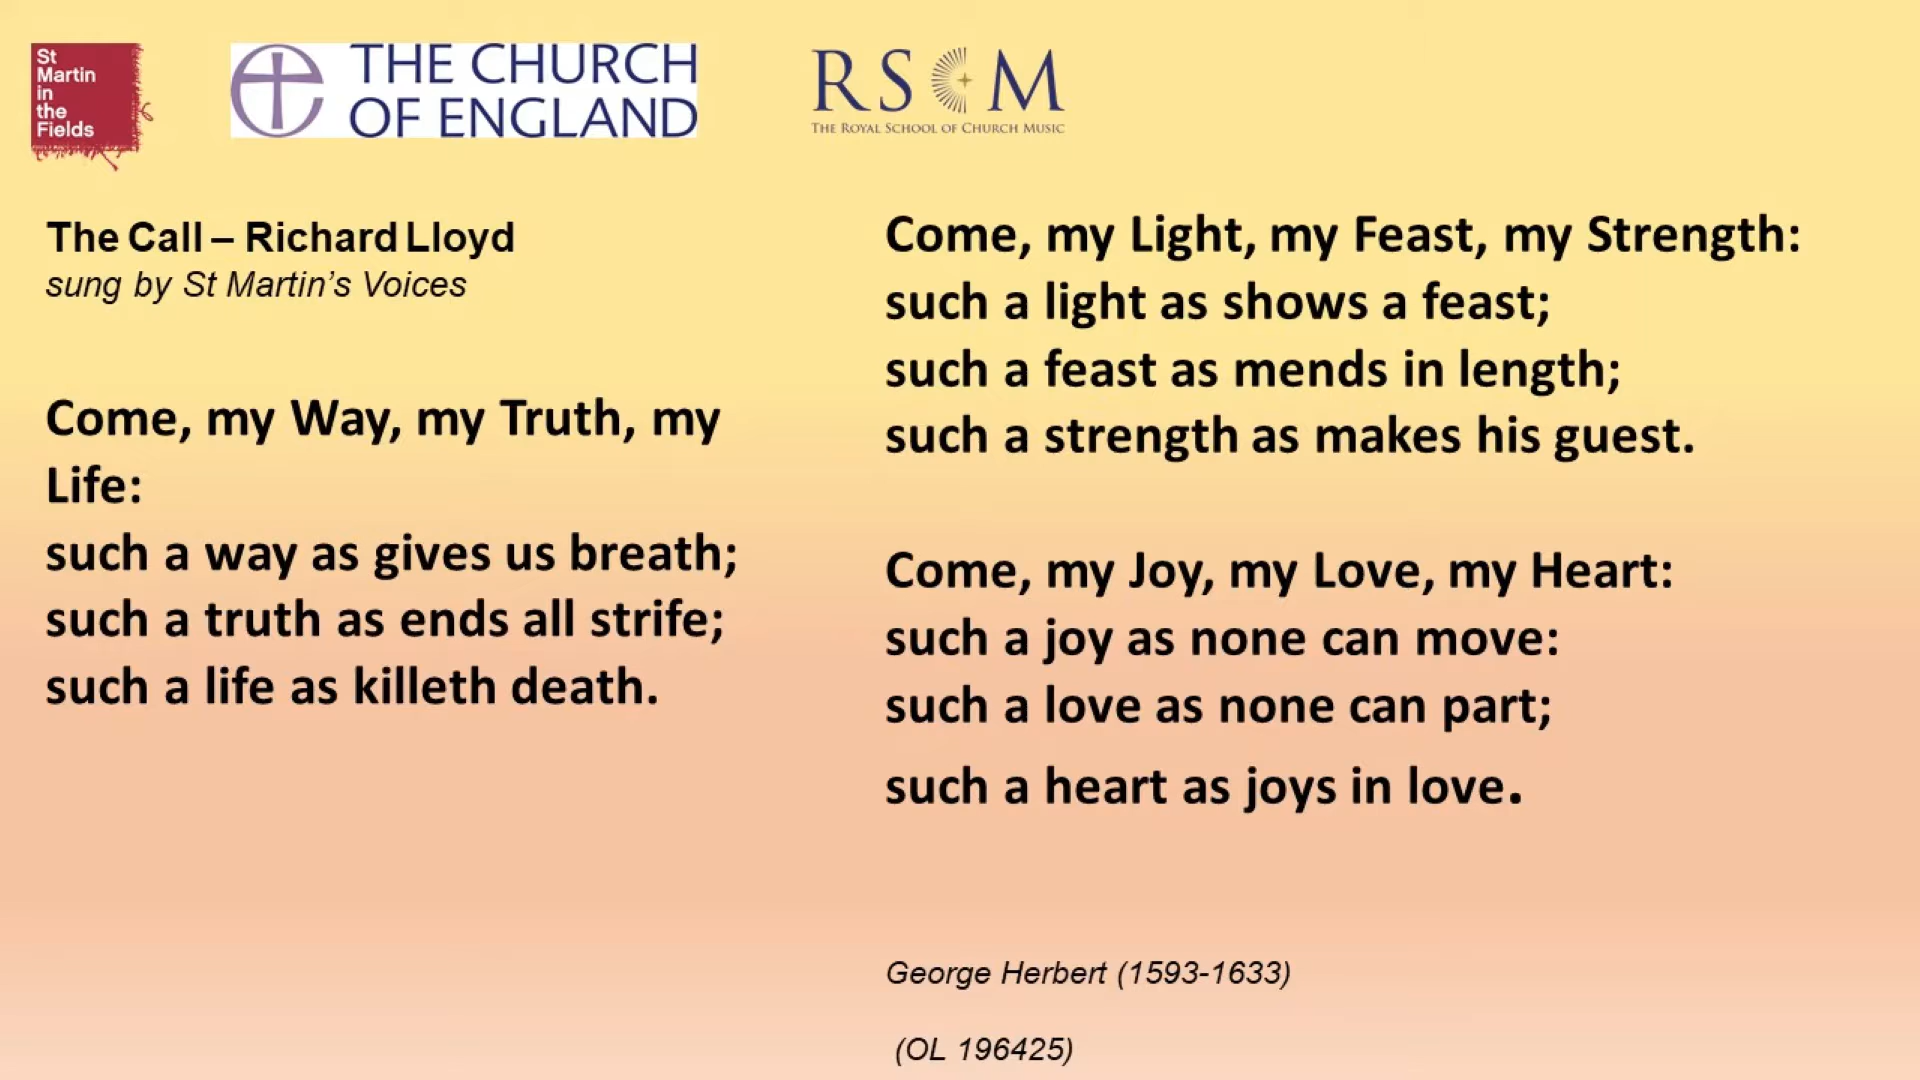 St
Martin
in
the
Fields
THE CHURCH
OF ENGLAND
RSCM
THE ROYAL SCHOOL OF CHURCH MUSIC
The Call – Richard Lloyd
sung by St Martin's Voices
Come, my Way, my Truth, my
Life:
such a way as gives us breath;
such a truth as ends all strife;
such a life as killeth death.
Come, my Light, my Feast, my Strength:
such a light as shows a feast;
such a feast as mends in length;
such a strength as makes his guest.
Come, my Joy, my Love, my Heart:
such a joy as none can move:
such a love as none can part;
such a heart as joys in love.
George Herbert (1593-1633)
(OL 196425)